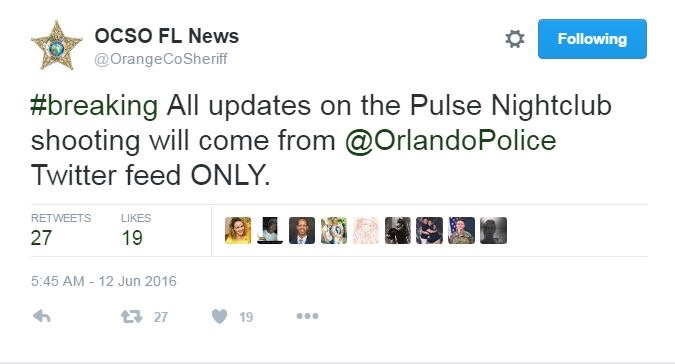 OCSO FL News
@OrangeCoSheriff
Following
#breaking All updates on the Pulse Nightclub
shooting will come from @OrlandoPolice
Twitter feed ONLY.
RETWEETS LIKES
27 19
5:45 AM - 12 Jun 2016
27 19